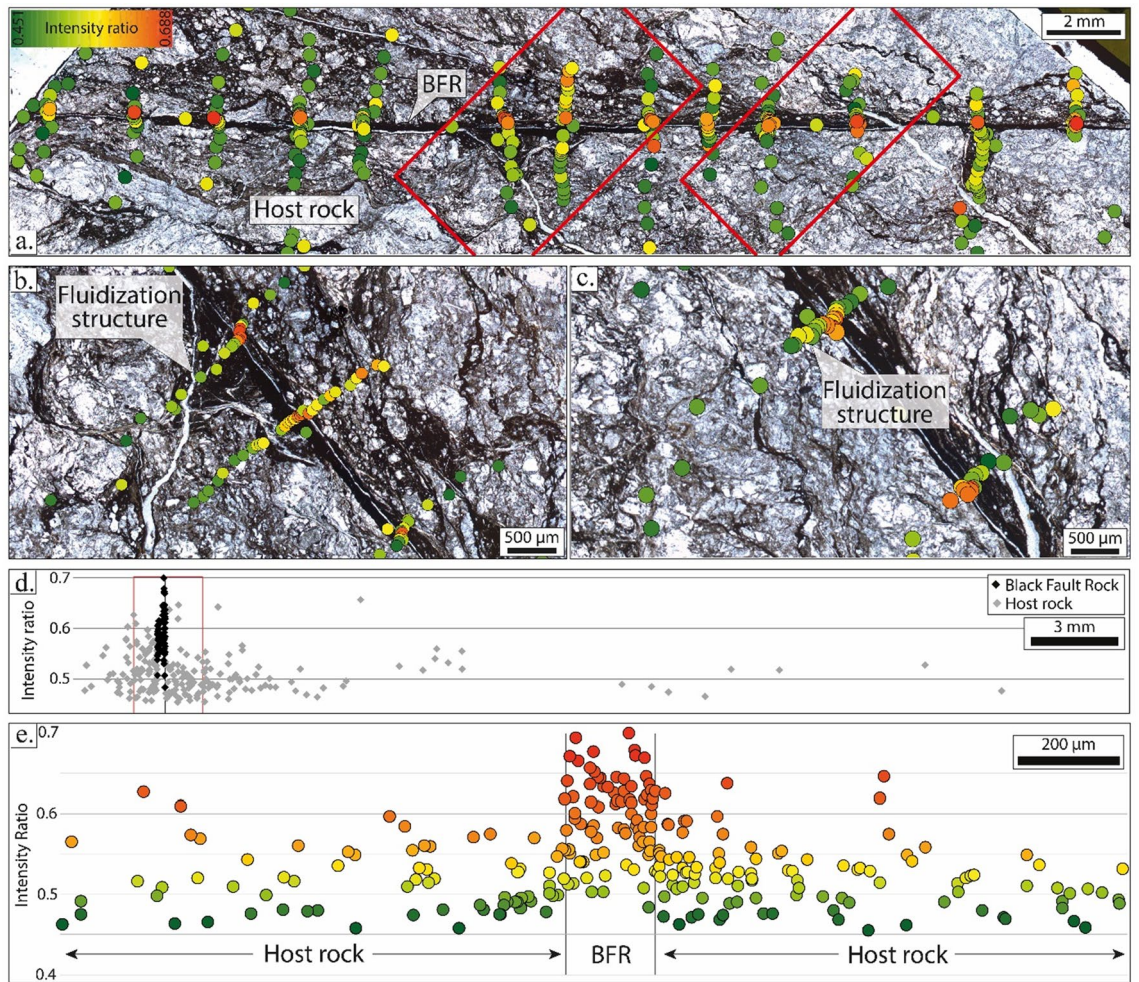 Intensity ratio
0.451
0.688
2 mm
BFR
Host rock
a.
b.
Fluidization
structure
500 µm
c.
Fluidization
structure
500 µm
d.
0.7
0.6
0.5
Intensity ratio
Black Fault Rock
Host rock
3 mm
e.
0.7
0.6
0.5
0.4
Intensity Ratio
200 µm
Host rock
BFR
Host rock